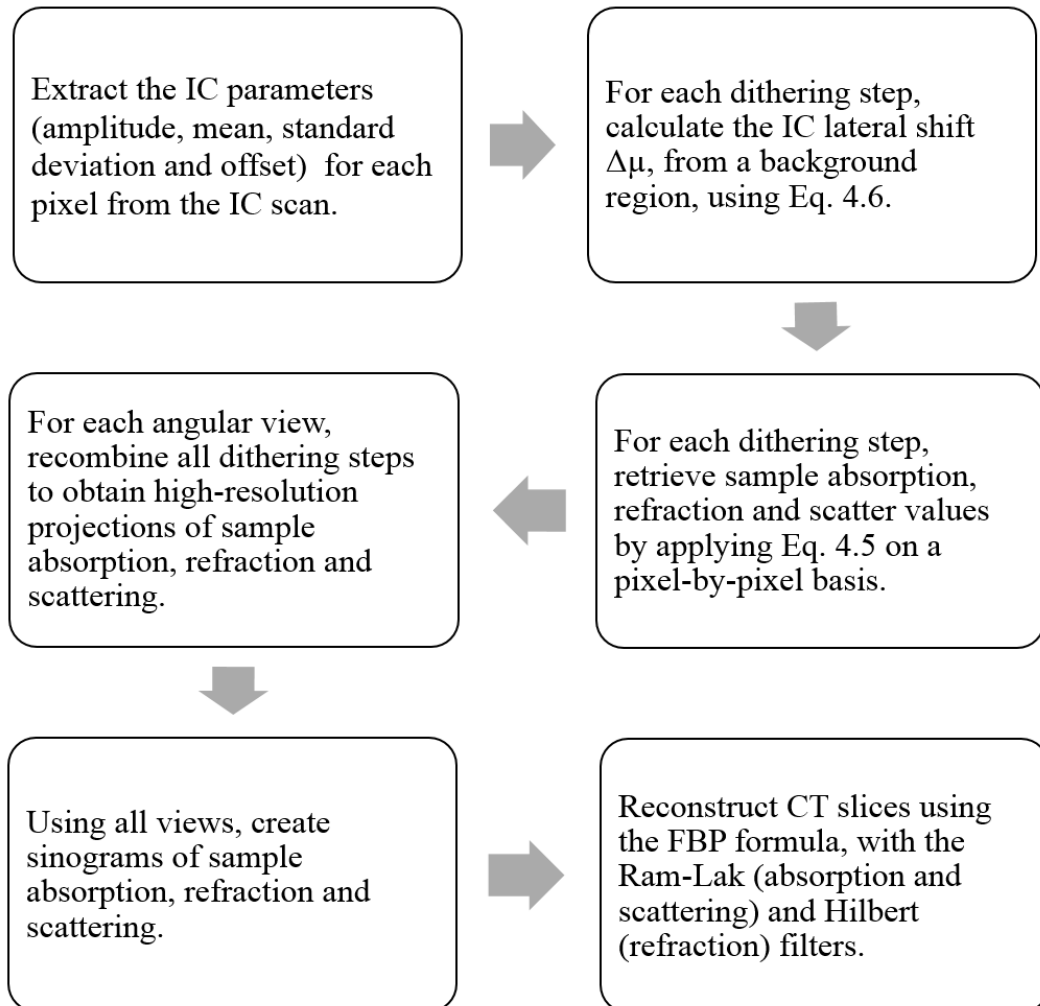 Extract the IC parameters
(amplitude, mean, standard
deviation and offset)  for each
pixel from the IC scan.
For each dithering step,
calculate the IC lateral shift
Δμ, from a background
region, using Eq. 4.6.
For each dithering step,
retrieve sample absorption,
refraction and scatter values
by applying Eq. 4.5 on a
pixel-by-pixel basis.
For each angular view,
recombine all dithering steps
to obtain high-resolution
projections of sample
absorption, refraction and
scattering.
Using all views, create
sinograms of sample
absorption, refraction and
scattering.
Reconstruct CT slices using
the FBP formula, with the
Ram-Lak (absorption and
scattering) and Hilbert
(refraction) filters.